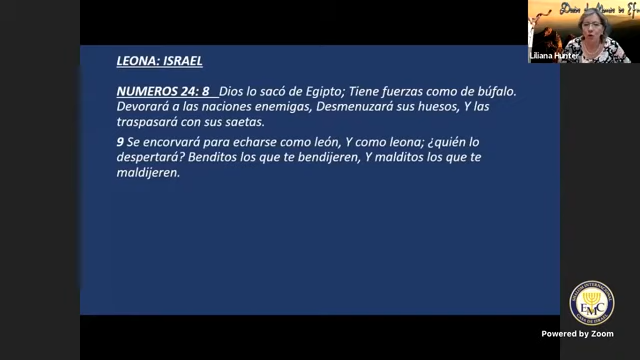 LEONA: ISRAEL
NUMEROS 24: 8 Dios lo sacó de Egipto; Tiene fuerzas como de búfalo.
Devorará a las naciones enemigas, Desmenuzará sus huesos, Y las
traspasará con sus saetas.
9 Se encorvará para echarse como león, Y como leona; ¿quién lo
despertará? Benditos los que te bendijeren, Y malditos los que te
maldijeren.
Liliana Hunter
EMC
Powered by Zoom